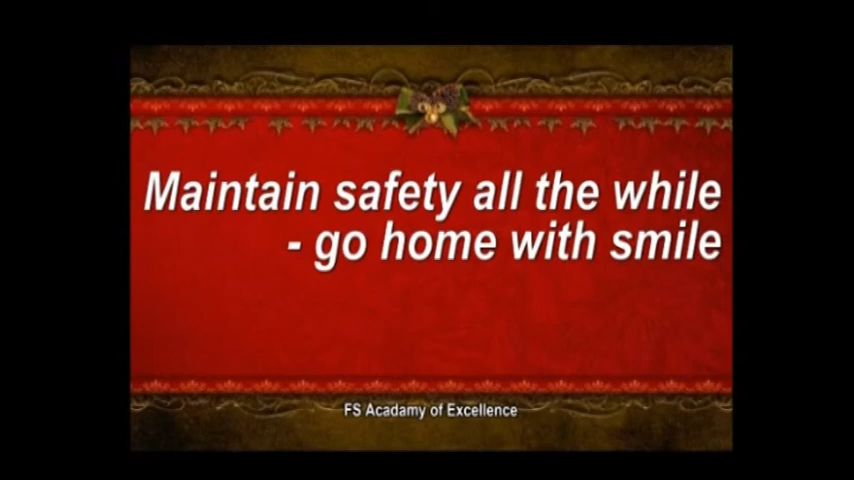 Maintain safety all the while
- go home with smile
FS Acadamy of Excellence